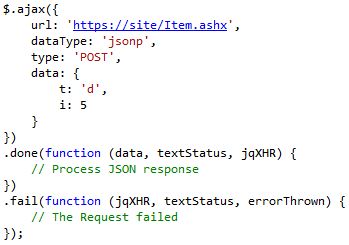 $.ajax({
    url: 'https://site/Item.ashx',
    dataType: 'jsonp',
    type: 'POST',
    data: {
        t: 'd',
        i: 5
    }
})
.done(function (data, textStatus, jqXHR) {
    // Process JSON response
})
.fail(function (jqXHR, textStatus, errorThrown) {
    // The Request failed
});